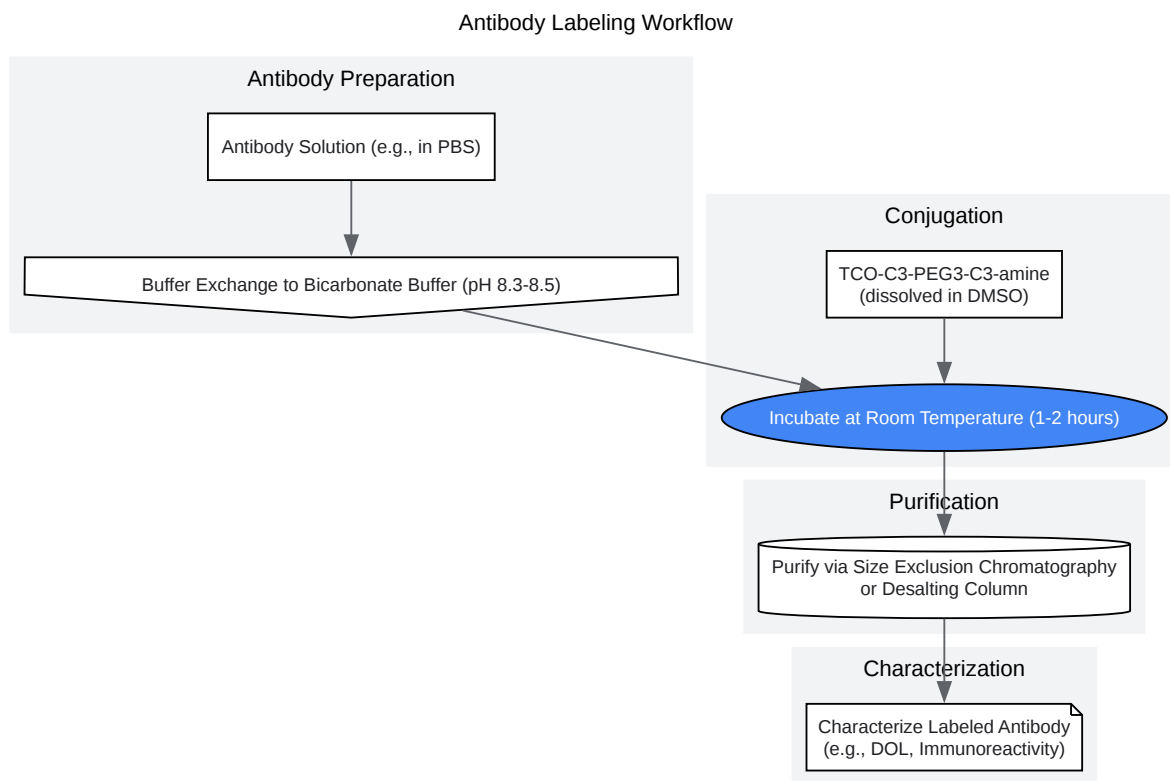 Antibody Labeling Workflow
Antibody Preparation
Antibody Solution (e.g., in PBS)
Buffer Exchange to Bicarbonate Buffer (pH 8.3-8.5)
Conjugation
TCO-C3-PEG3-C3-amine
(dissolved in DMSO)
Incubate at Room Temperature (1-2 hours)
Purification
Purify via Size Exclusion Chromatography
or Desalting Column
Characterization
Characterize Labeled Antibody
(e.g., DOL, Immunoreactivity)